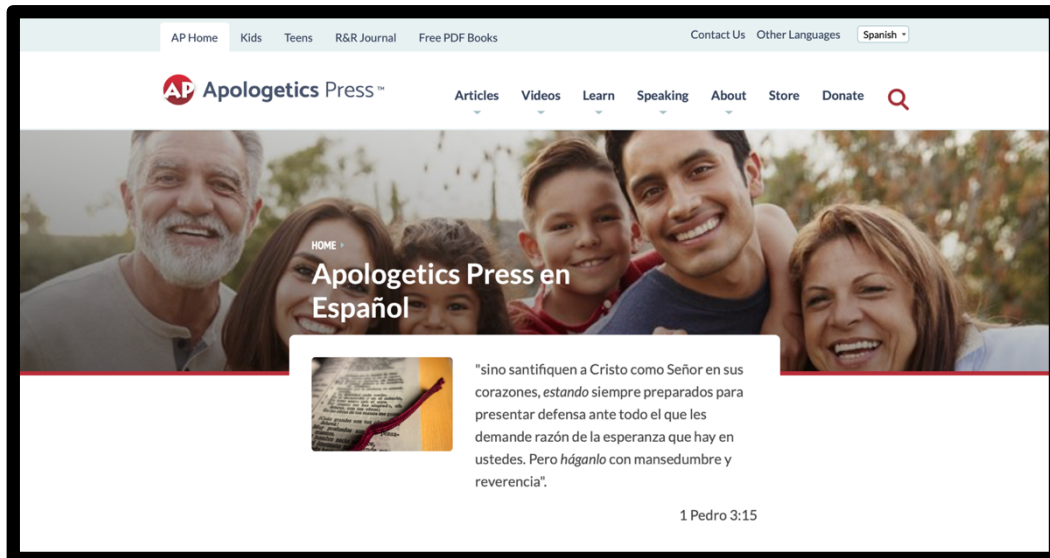 AP Home Kids Teens R&R Journal Free PDF Books Contact Us Other Languages Spanish
AP Apologetics Press™ Articles Videos Learn Speaking About Store Donate
HOME
Apologetics Press en
Español
"sino santifiquen a Cristo como Señor en sus
corazones, estando siempre preparados para
presentar defensa ante todo el que les
demande razón de la esperanza que hay en
ustedes. Pero háganlo con mansedumbre y
reverencia".
1 Pedro 3:15